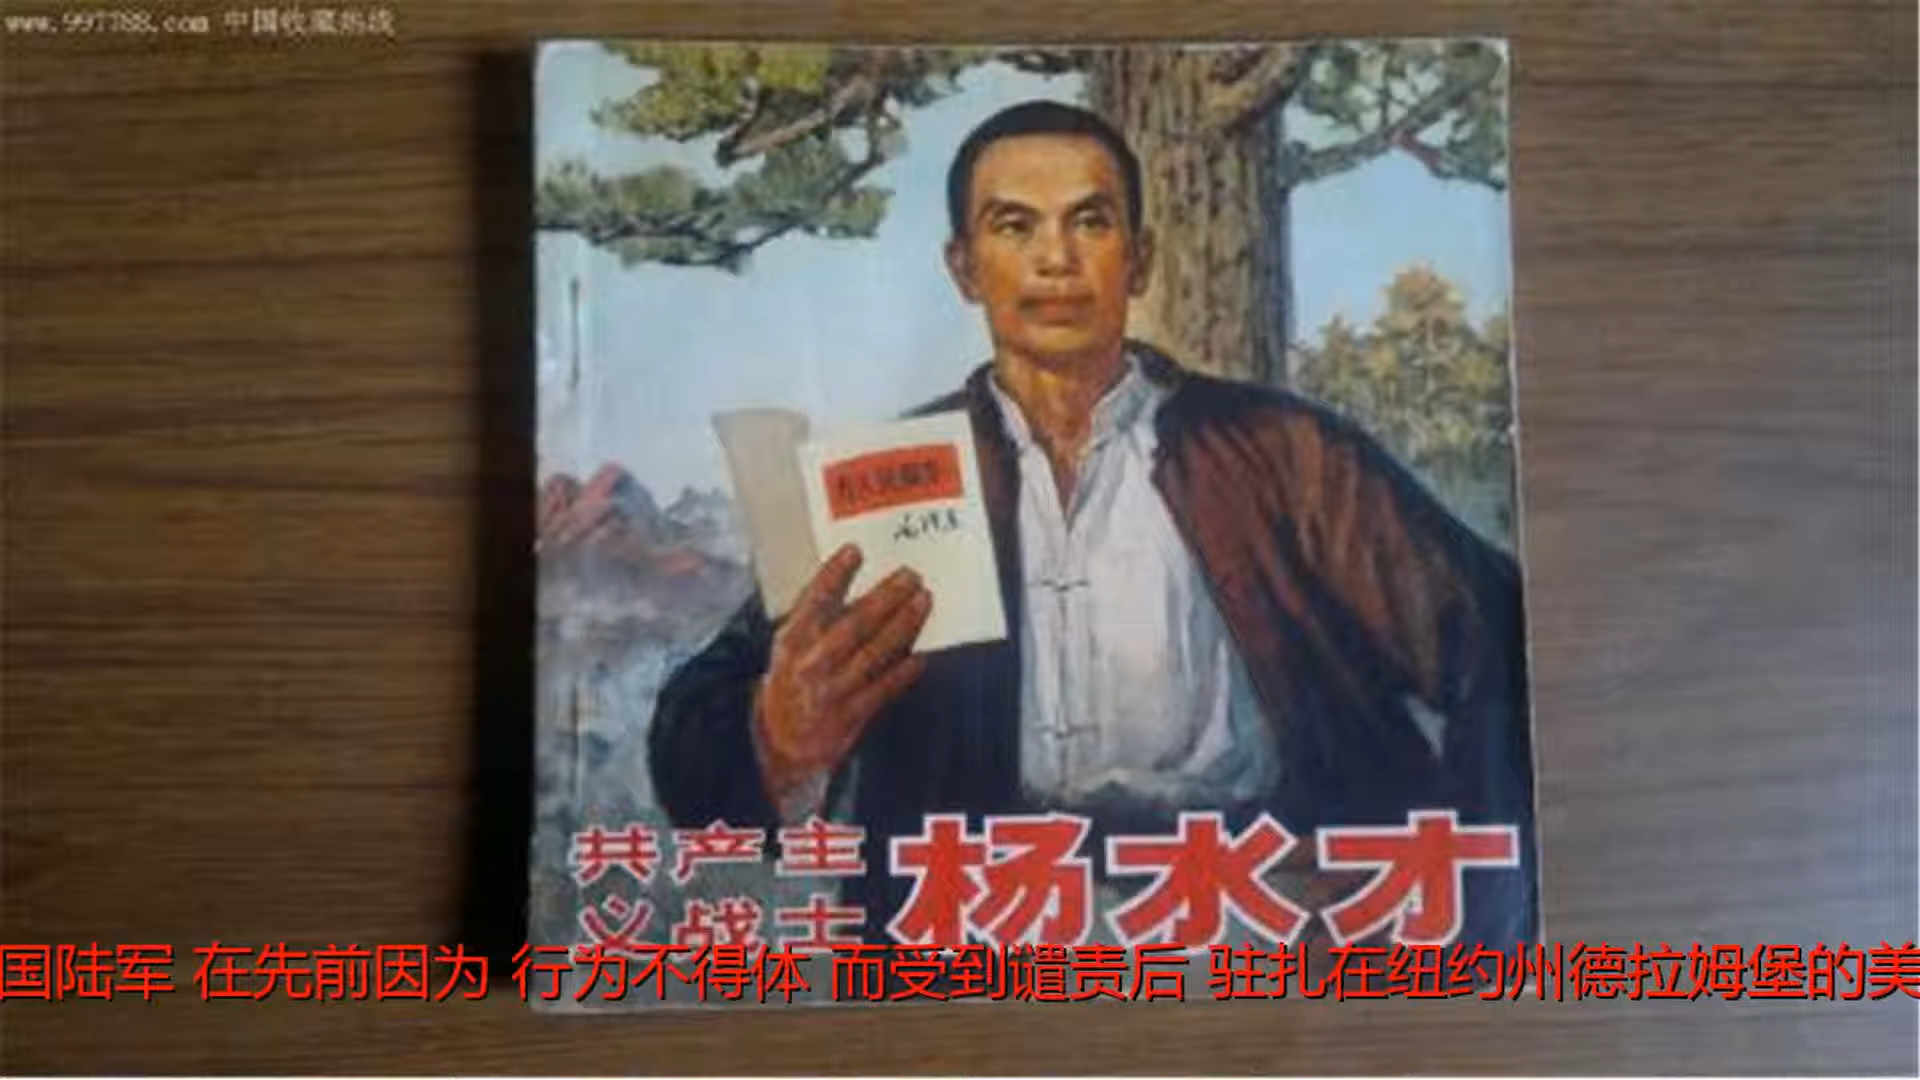 www.997788.com 中国收藏热线
为人民服务
毛泽东
共产主
义战士
杨水才
国陆军 在先前因为 行为不得体 而受到谴责后 驻扎在纽约州德拉姆堡的美